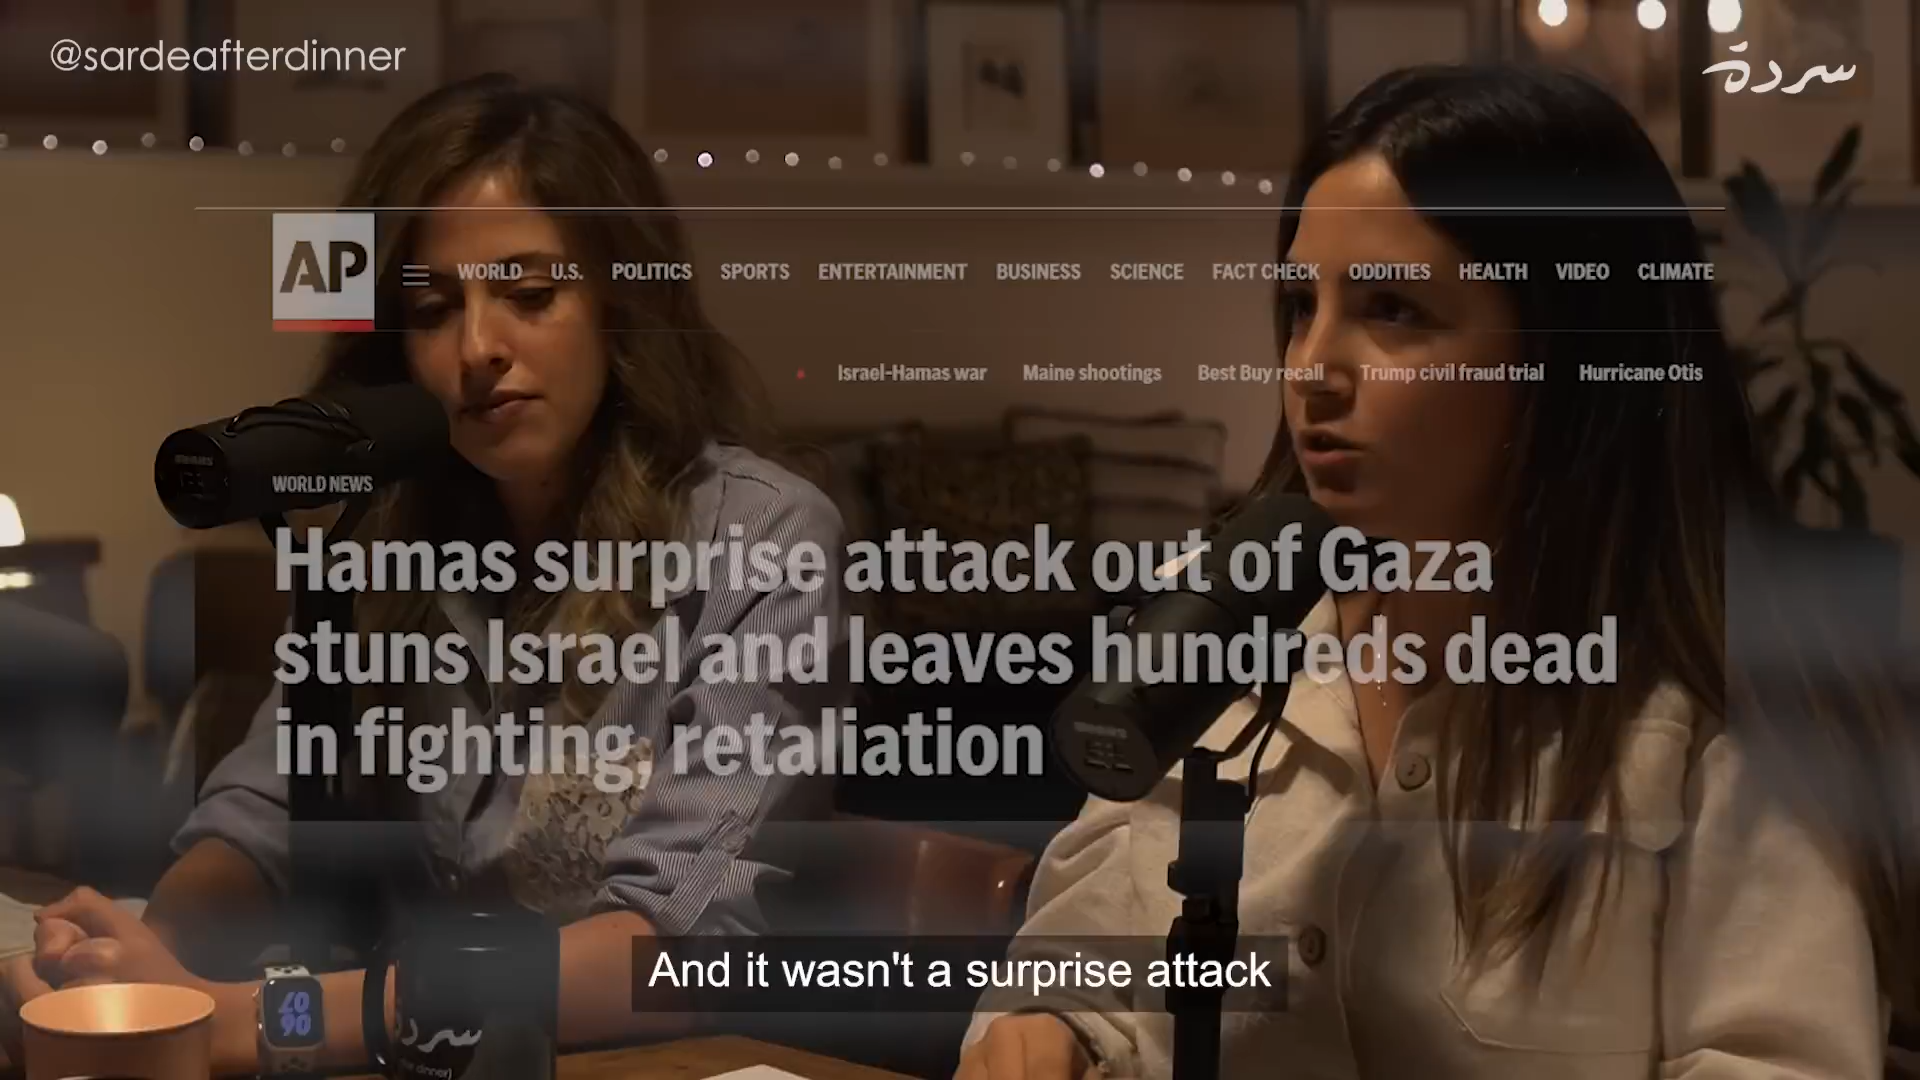 @sardeafterdinner
سردة
AP
WORLD U.S. POLITICS SPORTS ENTERTAINMENT BUSINESS SCIENCE FACT CHECK ODDITIES HEALTH VIDEO CLIMATE
Israel-Hamas war Maine shootings Best Buy recall Trump civil fraud trial Hurricane Otis
WORLD NEWS
Hamas surprise attack out of Gaza
stuns Israel and leaves hundreds dead
in fighting, retaliation
And it wasn't a surprise attack
سردة
dinner)